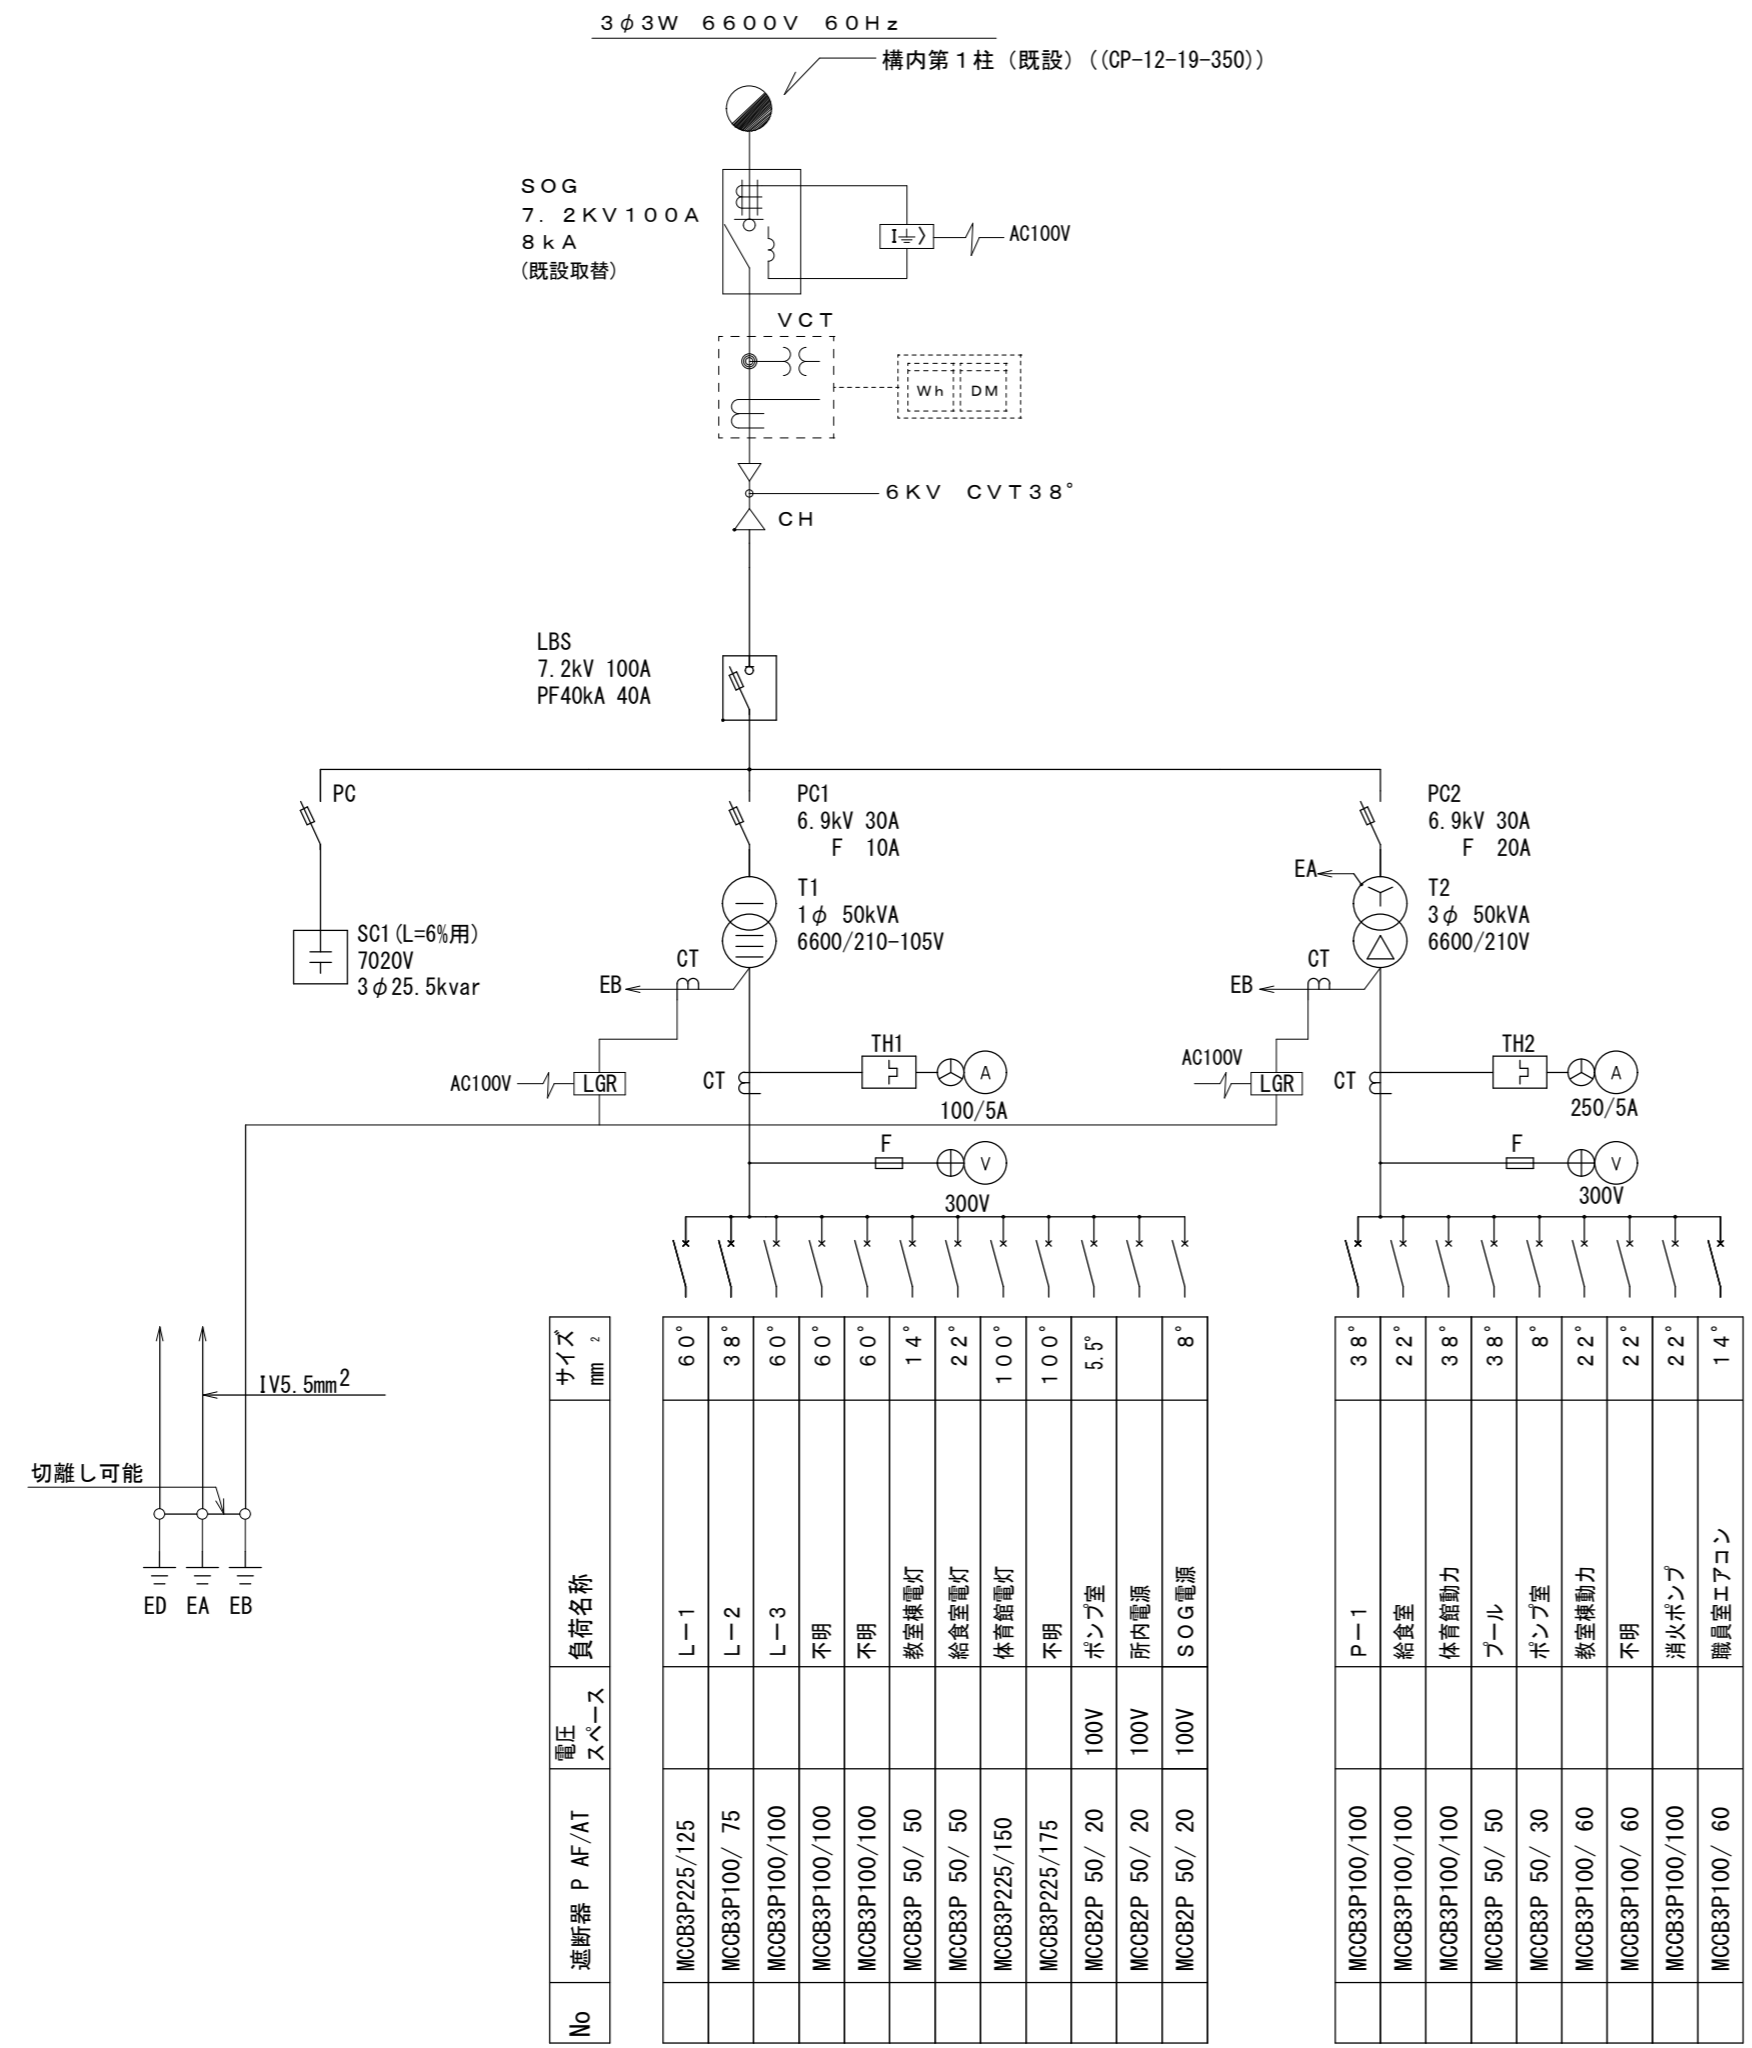 3φ3W 6600V 60Hz
構内第1柱（既設）((CP-12-19-350))
SOG
7.2KV100A
8kA
(既設取替)
I⏚〉
AC100V
VCT
Wh
DM
6KV CVT38°
CH
LBS
7.2kV 100A
PF40kA 40A
PC
SC1(L=6%用)
7020V
3φ25.5kvar
PC1
6.9kV 30A
F 10A
T1
1φ 50kVA
6600/210-105V
CT
EB
PC2
6.9kV 30A
F 20A
EA
T2
3φ 50kVA
6600/210V
CT
EB
AC100V
LGR
CT
TH1
A
100/5A
F
V
300V
AC100V
LGR
CT
TH2
A
250/5A
F
V
300V
IV5.5mm2
切離し可能
ED EA EB
No 遮断器 P AF/AT 電圧 スペース 負荷名称 サイズ mm2
MCCB3P225/125 L－1 60°
MCCB3P100/ 75 L－2 38°
MCCB3P100/100 L－3 60°
MCCB3P100/100 不明 60°
MCCB3P100/100 不明 60°
MCCB3P 50/ 50 教室棟電灯 14°
MCCB3P 50/ 50 給食室電灯 22°
MCCB3P225/150 体育館電灯 100°
MCCB3P225/175 不明 100°
MCCB2P 50/ 20 100V ポンプ室 5.5°
MCCB2P 50/ 20 100V 所内電源
MCCB2P 50/ 20 100V SOG電源 8°
MCCB3P100/100 P－1 38°
MCCB3P100/100 給食室 22°
MCCB3P100/100 体育館動力 38°
MCCB3P 50/ 50 プール 38°
MCCB3P 50/ 30 ポンプ室 8°
MCCB3P100/ 60 教室棟動力 22°
MCCB3P100/ 60 不明 22°
MCCB3P100/100 消火ポンプ 22°
MCCB3P100/ 60 職員室エアコン 14°